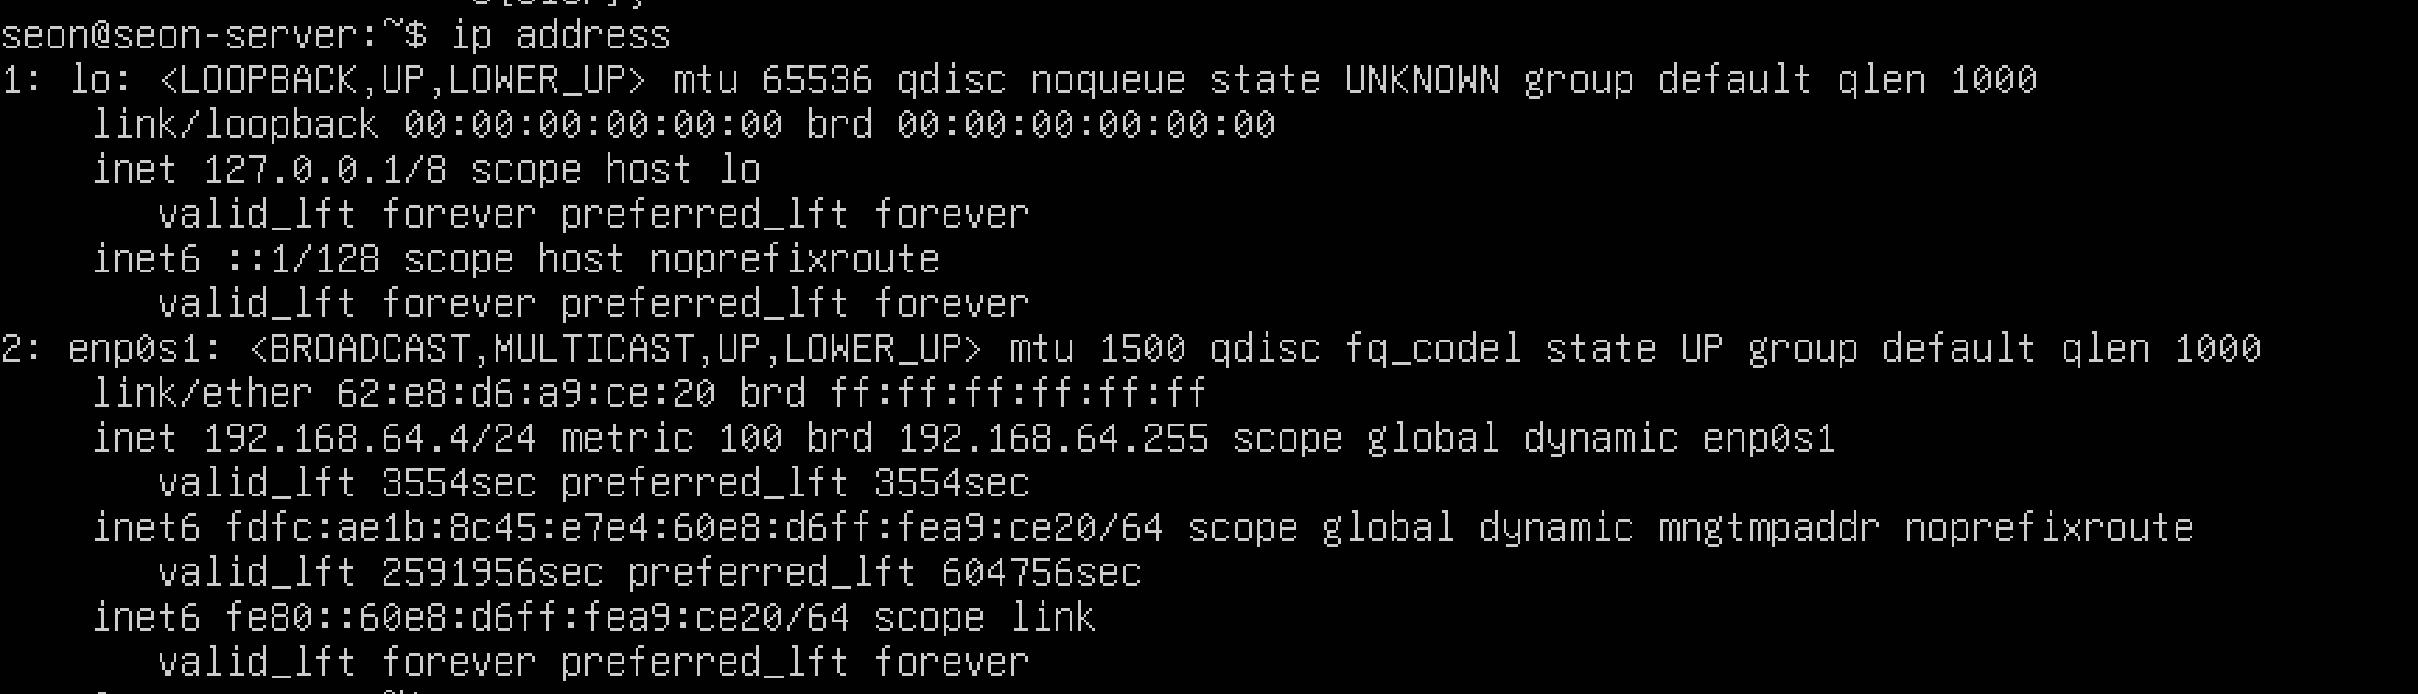 seon@seon-server:~$ ip address
1: lo: <LOOPBACK,UP,LOWER_UP> mtu 65536 qdisc noqueue state UNKNOWN group default qlen 1000
    link/loopback 00:00:00:00:00:00 brd 00:00:00:00:00:00
    inet 127.0.0.1/8 scope host lo
       valid_lft forever preferred_lft forever
    inet6 ::1/128 scope host noprefixroute
       valid_lft forever preferred_lft forever
2: enp0s1: <BROADCAST,MULTICAST,UP,LOWER_UP> mtu 1500 qdisc fq_codel state UP group default qlen 1000
    link/ether 62:e8:d6:a9:ce:20 brd ff:ff:ff:ff:ff:ff
    inet 192.168.64.4/24 metric 100 brd 192.168.64.255 scope global dynamic enp0s1
       valid_lft 3554sec preferred_lft 3554sec
    inet6 fdfc:ae1b:8c45:e7e4:60e8:d6ff:fea9:ce20/64 scope global dynamic mngtmpaddr noprefixroute
       valid_lft 2591956sec preferred_lft 604756sec
    inet6 fe80::60e8:d6ff:fea9:ce20/64 scope link
       valid_lft forever preferred_lft forever